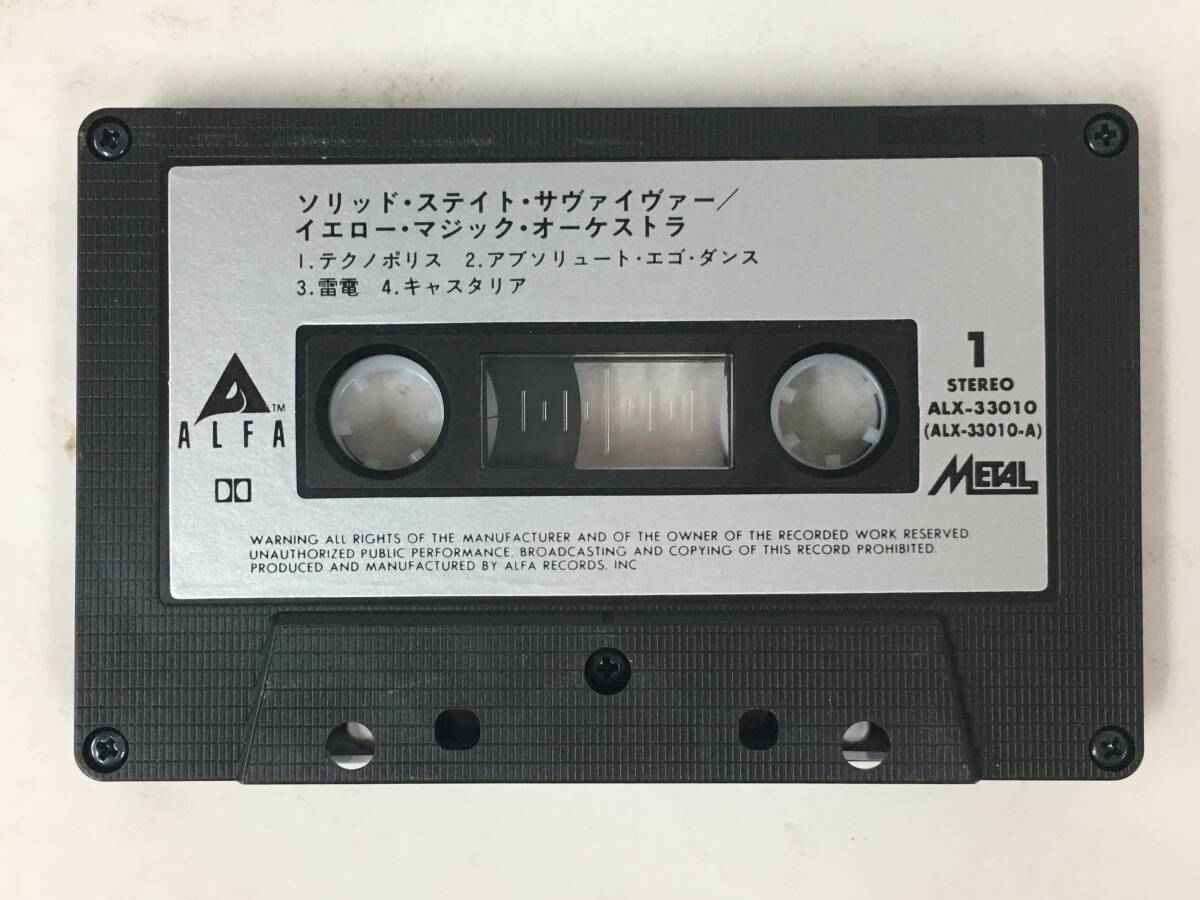 ソリッド・ステイト・サヴァイヴァー/
イエロー・マジック・オーケストラ
1.テクノポリス 2.アブソリュート・エゴ・ダンス
3.雷電 4.キャスタリア
ALFA™
1
STEREO
ALX-33010
(ALX-33010-A)
METAL
WARNING ALL RIGHTS OF THE MANUFACTURER AND OF THE OWNER OF THE RECORDED WORK RESERVED.
UNAUTHORIZED PUBLIC PERFORMANCE, BROADCASTING AND COPYING OF THIS RECORD PROHIBITED.
PRODUCED AND MANUFACTURED BY ALFA RECORDS. INC